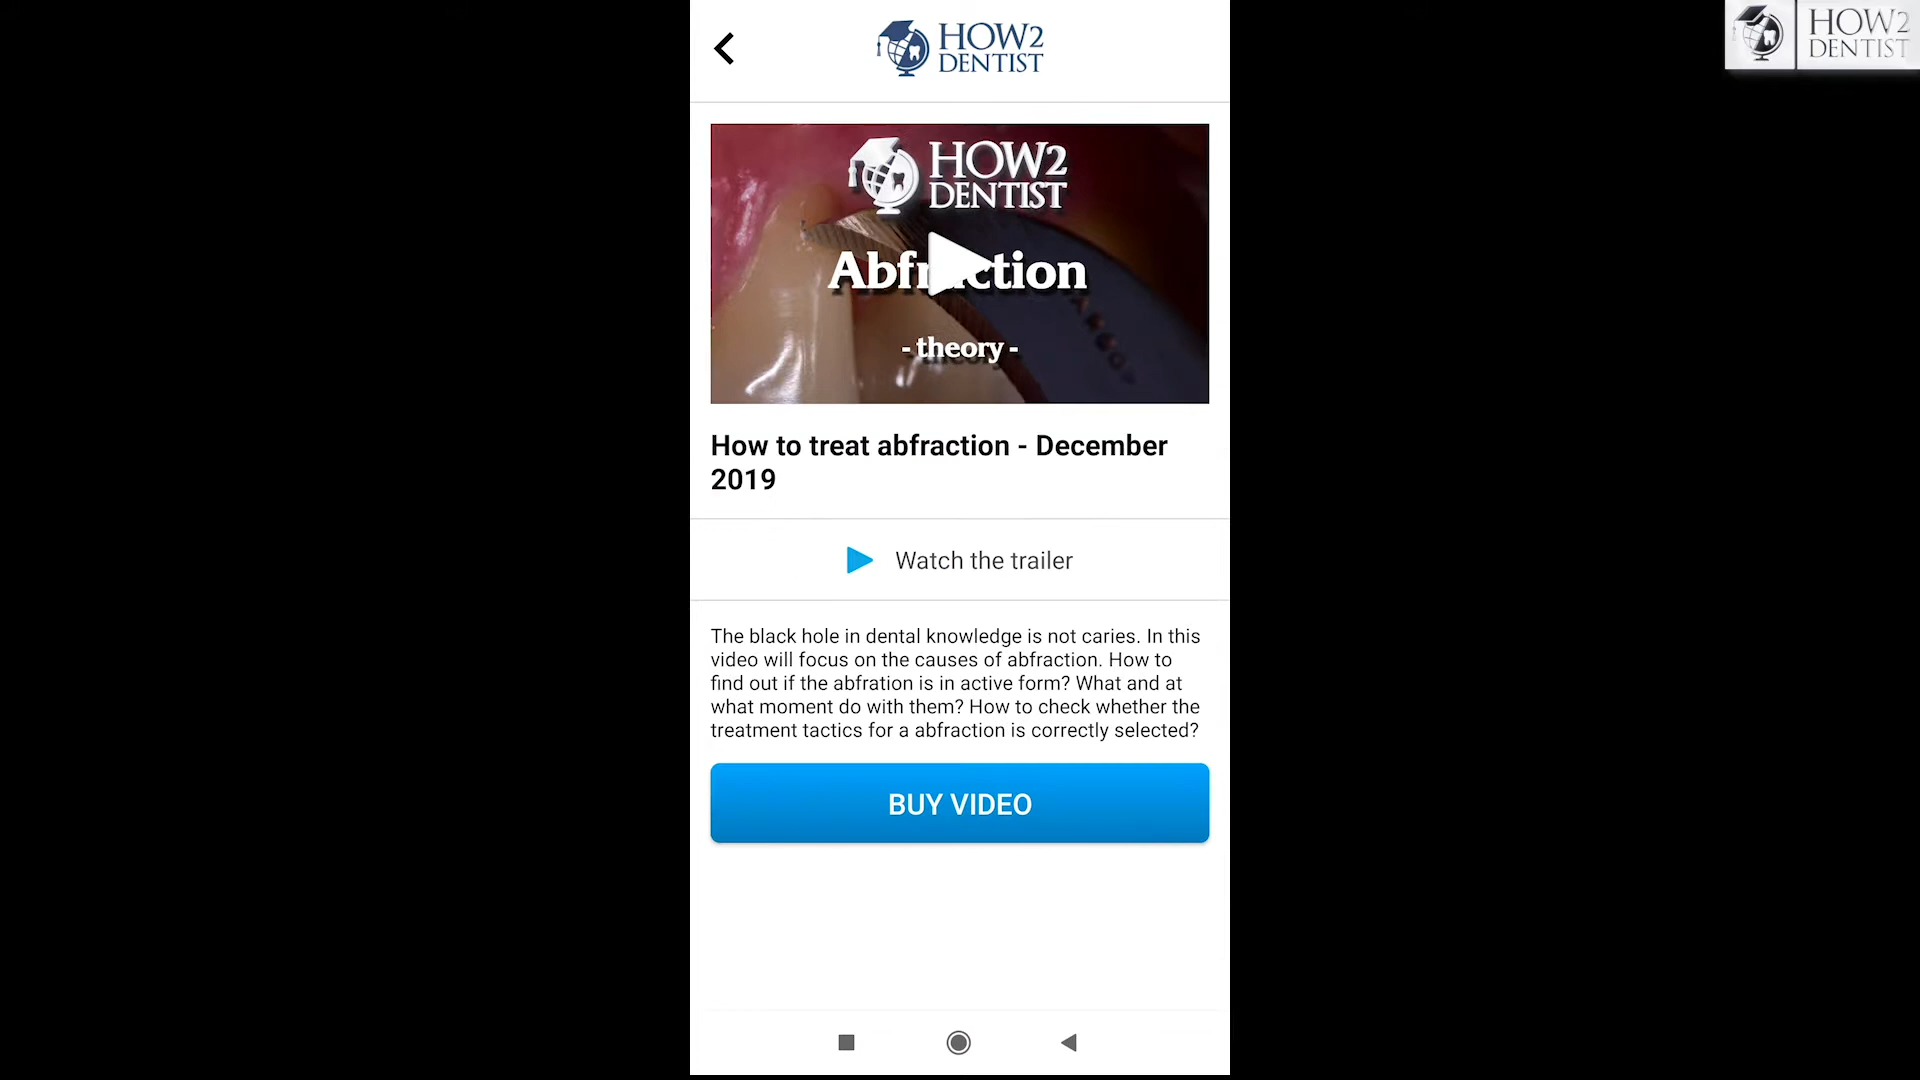 HOW2
DENTIST
HOW2
DENTIST
HOW2
DENTIST
Abfraction
- theory -
How to treat abfraction - December
2019
Watch the trailer
The black hole in dental knowledge is not caries. In this
video will focus on the causes of abfraction. How to
find out if the abfration is in active form? What and at
what moment do with them? How to check whether the
treatment tactics for a abfraction is correctly selected?
BUY VIDEO